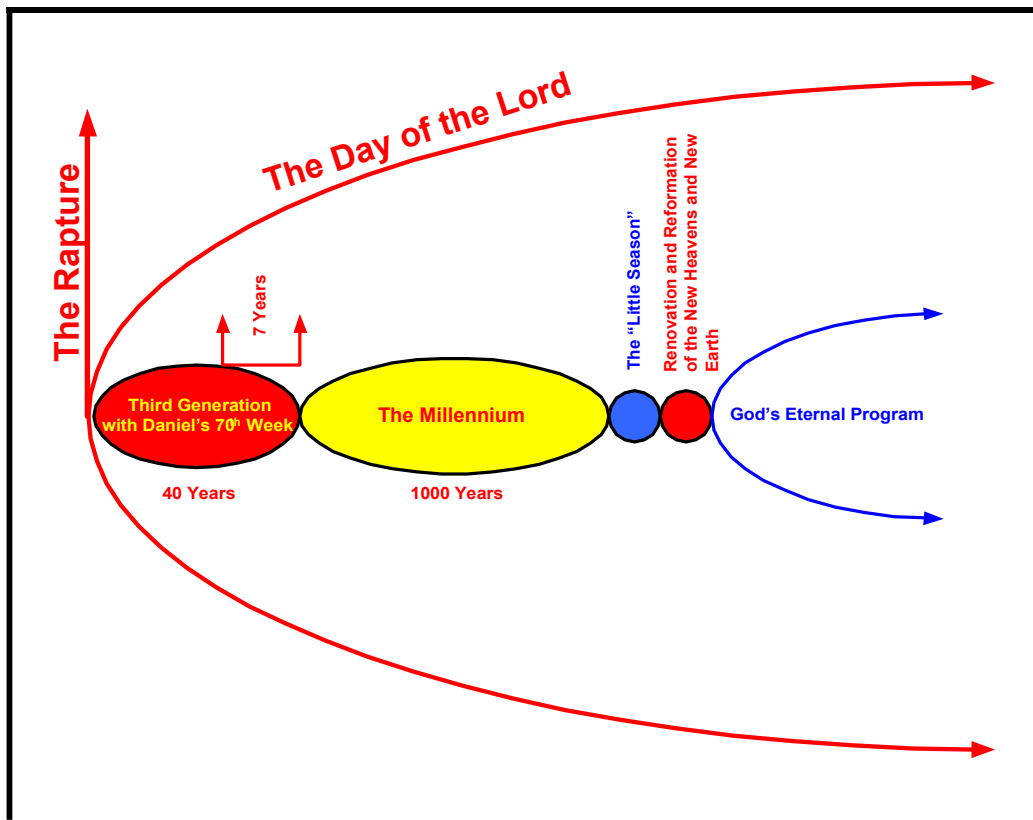 The Rapture
The Day of the Lord
7 Years
Third Generation
with Daniel's 70th Week
40 Years
The Millennium
1000 Years
The “Little Season”
Renovation and Reformation
of the New Heavens and New
Earth
God's Eternal Program